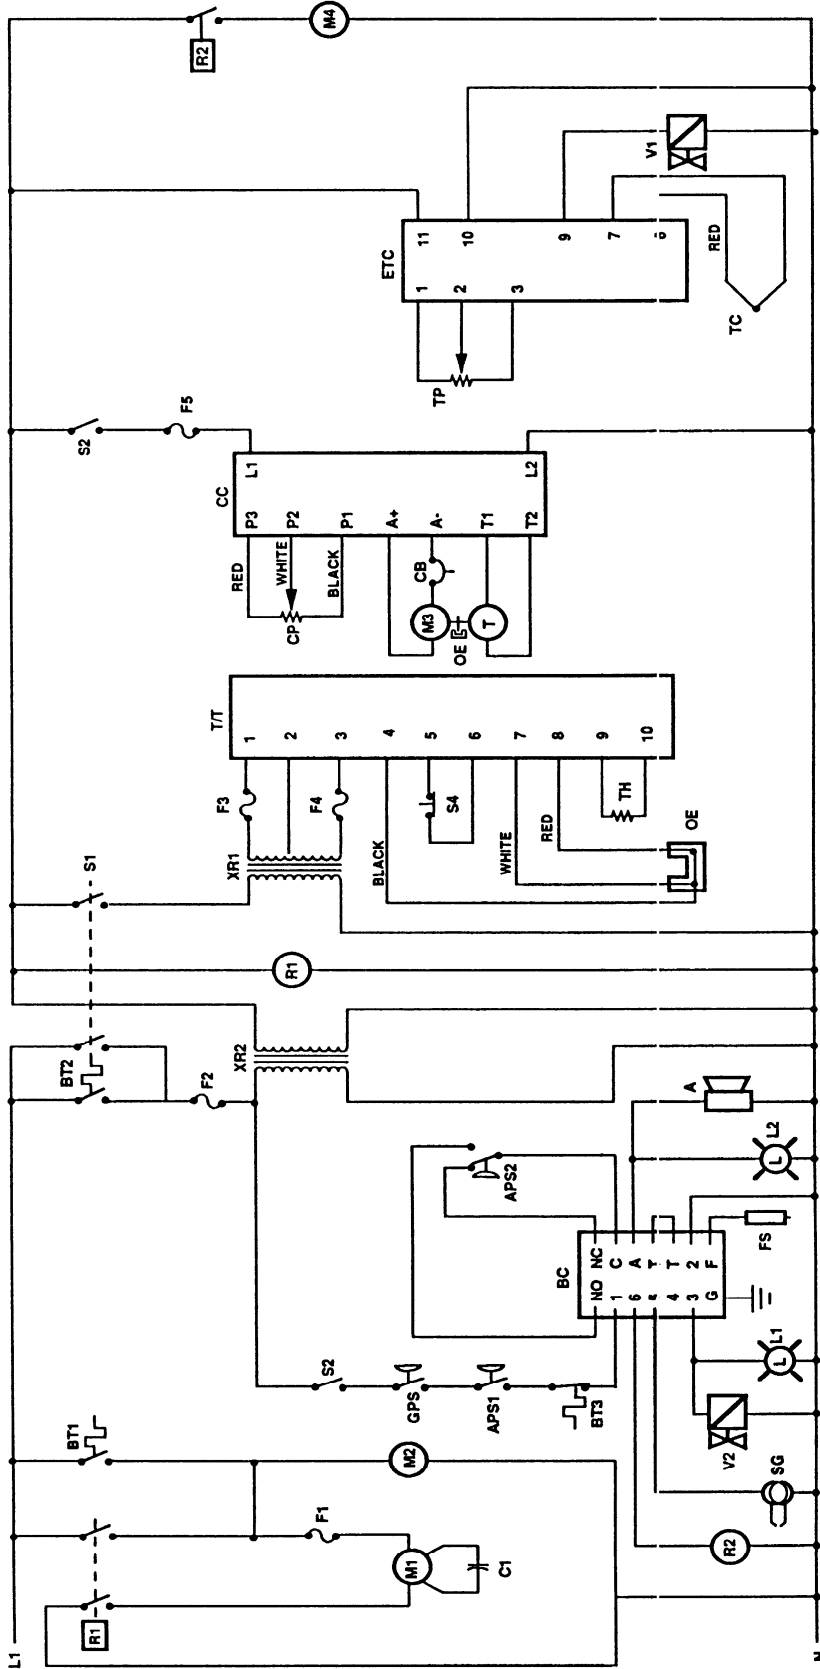 L1
R1
BT1
F1
M1
C1
M2
S2
GPS
APS1
BT3
APS2
BC
NO NC
1 C
6 A
4 T
3 2
G F
R2
SG
V2
L
L1
FS
L
L2
A
N
BT2
F2
XR2
R1
S1
XR1
F3
F4
T/T
1
2
3
4
5
6
7
8
9
10
BLACK
S4
WHITE
RED
TH
OE
S2
F5
CC
P3
P2
P1
A+
A-
T1
T2
L1
L2
RED
WHITE
BLACK
CP
M3
CB
OE
T
ETC
1
2
3
11
10
9
7
TP
V1
RED
TC
R2
M4